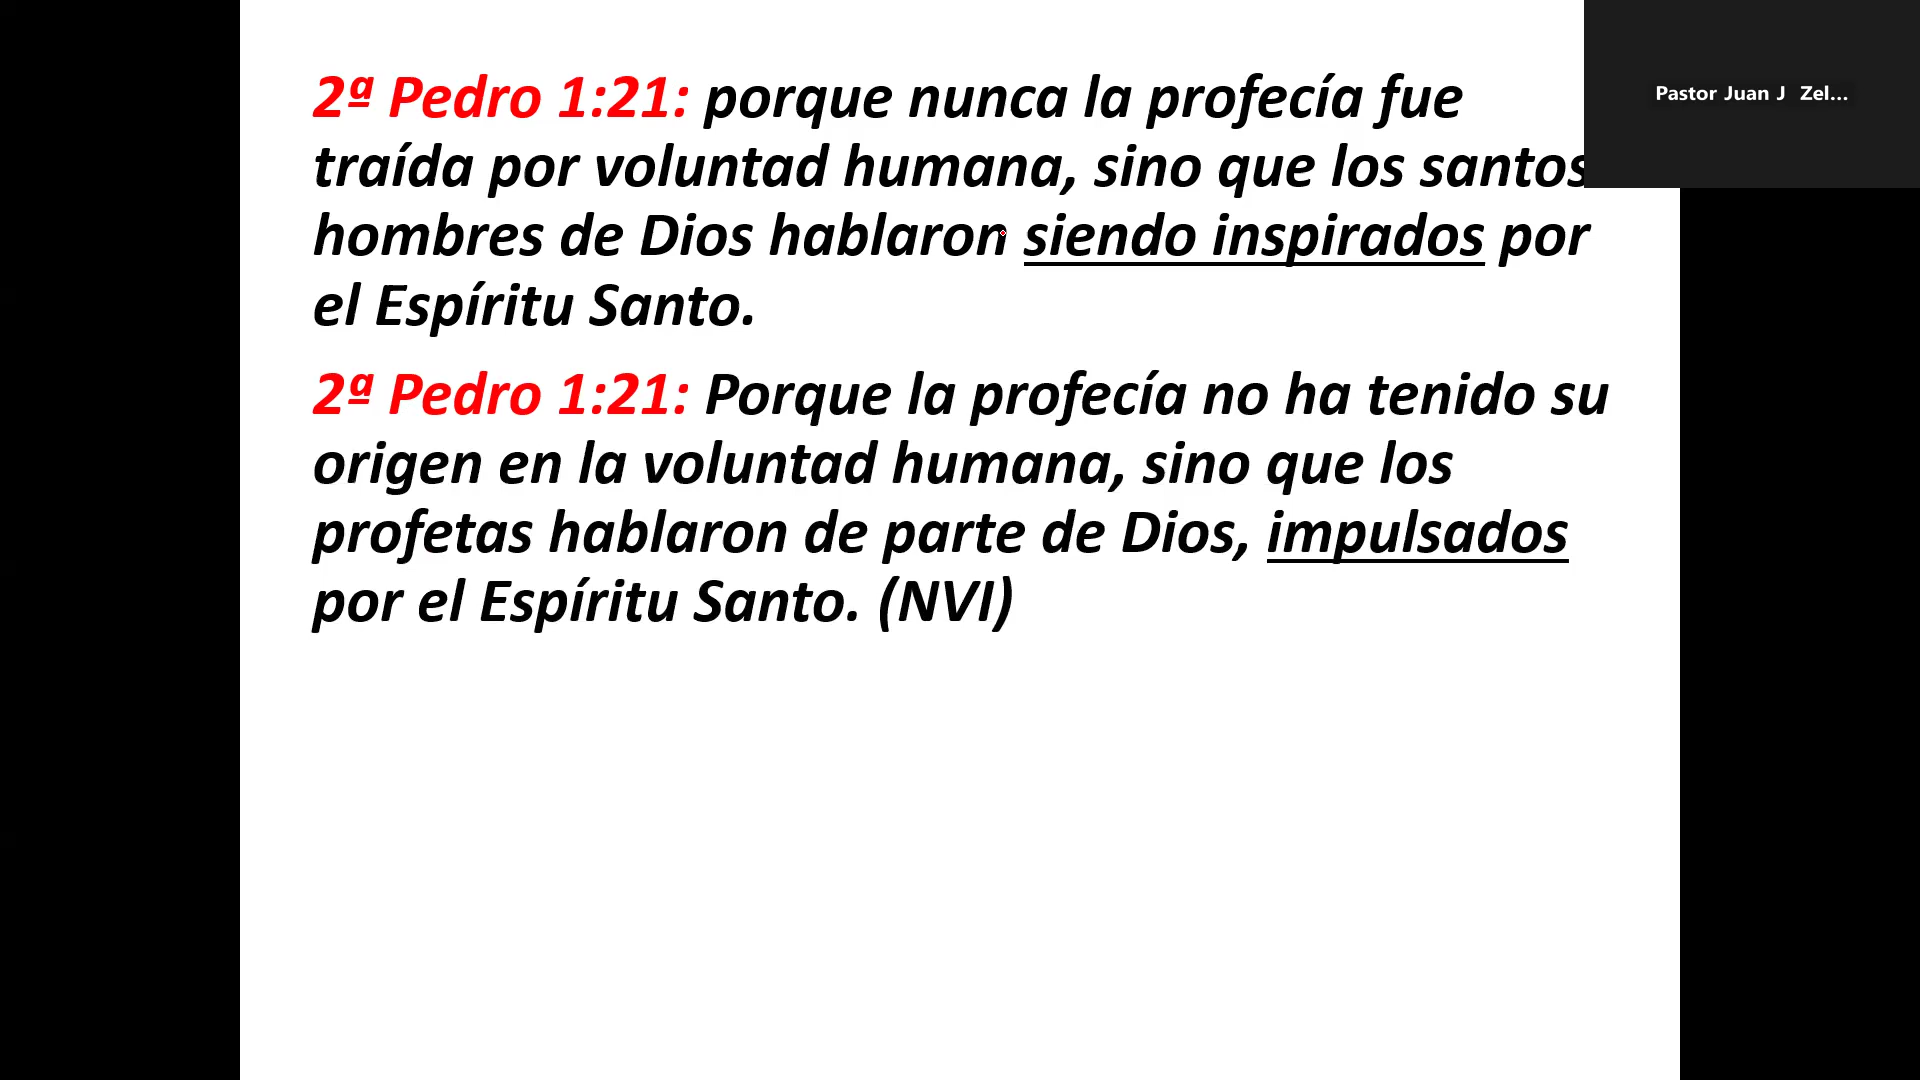 2ª Pedro 1:21: porque nunca la profecía fue
traída por voluntad humana, sino que los santos
hombres de Dios hablaron siendo inspirados por
el Espíritu Santo.
2ª Pedro 1:21: Porque la profecía no ha tenido su
origen en la voluntad humana, sino que los
profetas hablaron de parte de Dios, impulsados
por el Espíritu Santo. (NVI)
Pastor Juan J Zel...